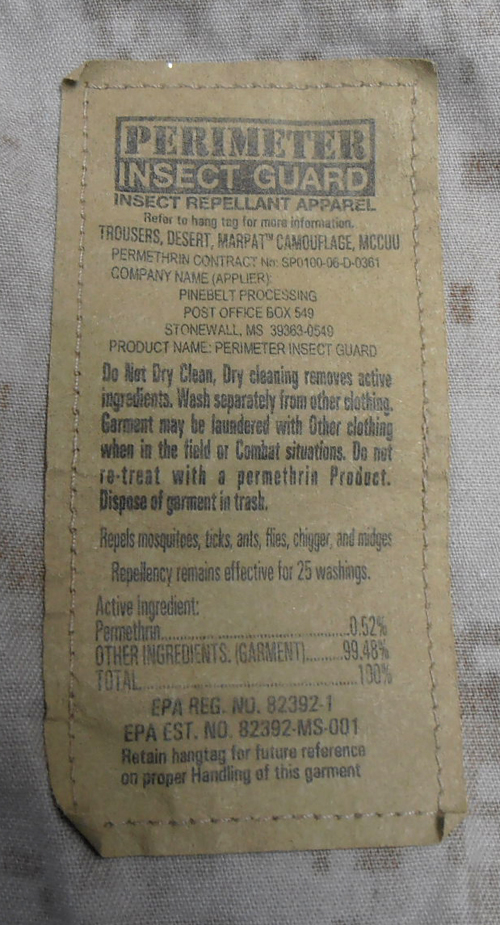 PERIMETER
INSECT GUARD
INSECT REPELLANT APPAREL
Refer to hang tag for more information.
TROUSERS, DESERT, MARPAT™ CAMOUFLAGE, MCCUU
PERMETHRIN CONTRACT No: SP0100-06-D-0361
COMPANY NAME (APPLIER):
PINEBELT PROCESSING
POST OFFICE BOX 549
STONEWALL, MS 39363-0549
PRODUCT NAME: PERIMETER INSECT GUARD
Do Not Dry Clean, Dry cleaning removes active
ingredients. Wash separately from other clothing.
Garment may be laundered with Other clothing
when in the field or Combat situations. Do not
re-treat with a permethrin Product.
Dispose of garment in trash.
Repels mosquitoes, ticks, ants, flies, chigger, and midges
Repellency remains effective for 25 washings.
Active Ingredient:
Permethrin..............................0.52%
OTHER INGREDIENTS. (GARMENT)........99.48%
TOTAL....................................100%
EPA REG. NO. 82392-1
EPA EST. NO. 82392-MS-001
Retain hangtag for future reference
on proper Handling of this garment